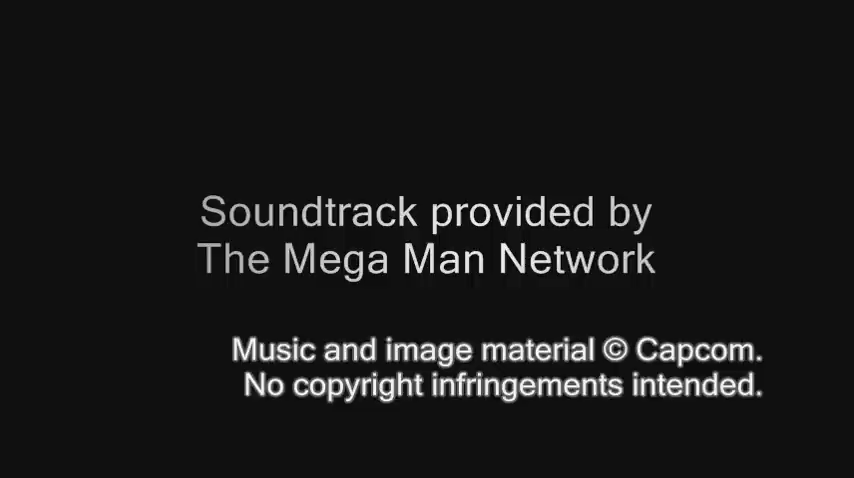 Soundtrack provided by
The Mega Man Network
Music and image material © Capcom.
No copyright infringements intended.